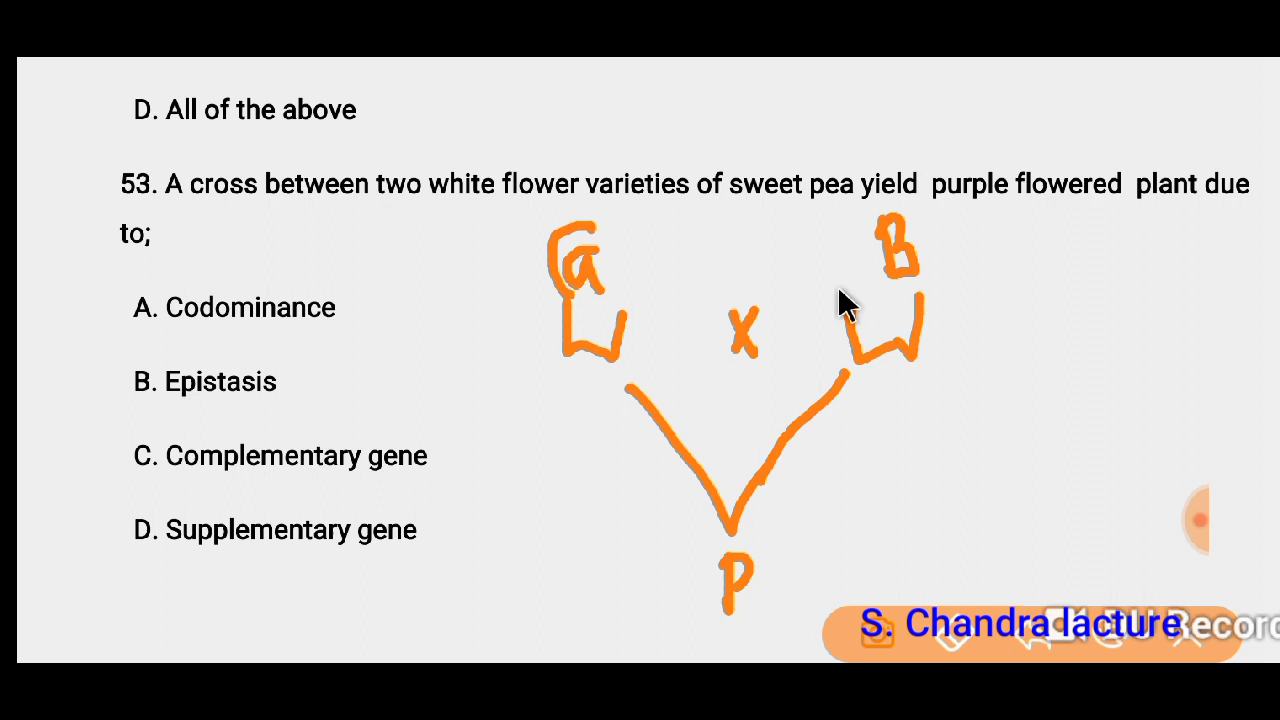 D. All of the above
53. A cross between two white flower varieties of sweet pea yield purple flowered plant due
to;
a B
A. Codominance
X
B. Epistasis
C. Complementary gene
D. Supplementary gene
P
S. Chandra lacture Recorc